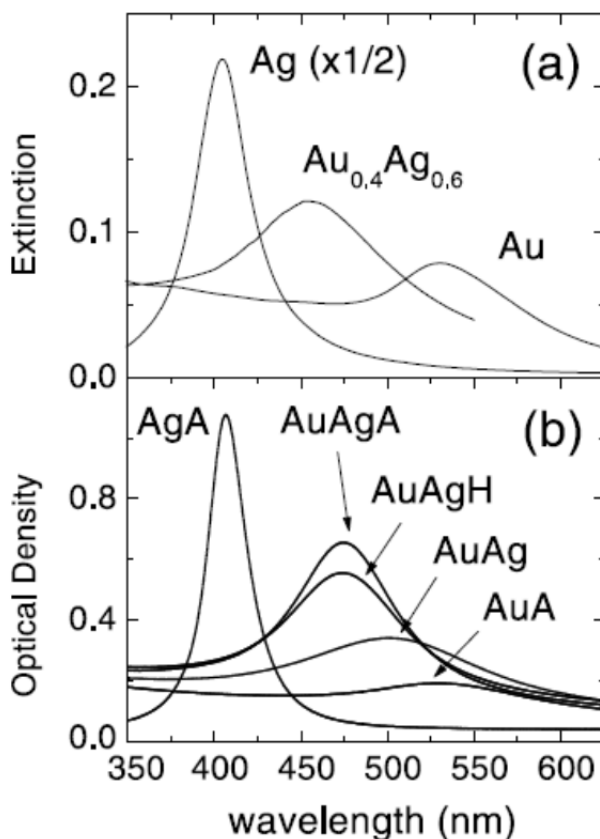 Ag (x1/2)
(a)
0.2
Au0,4Ag0,6
Extinction
0.1
Au
0.0
AgA
AuAgA
(b)
0.8
AuAgH
Optical Density
AuAg
0.4
AuA
0.0
350 400 450 500 550 600
wavelength (nm)